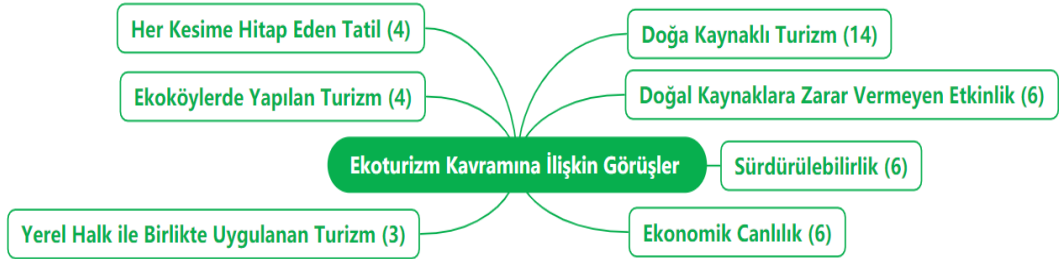 Her Kesime Hitap Eden Tatil (4)
Doğa Kaynaklı Turizm (14)
Ekoköylerde Yapılan Turizm (4)
Doğal Kaynaklara Zarar Vermeyen Etkinlik (6)
Ekoturizm Kavramına İlişkin Görüşler
Sürdürülebilirlik (6)
Yerel Halk ile Birlikte Uygulanan Turizm (3)
Ekonomik Canlılık (6)